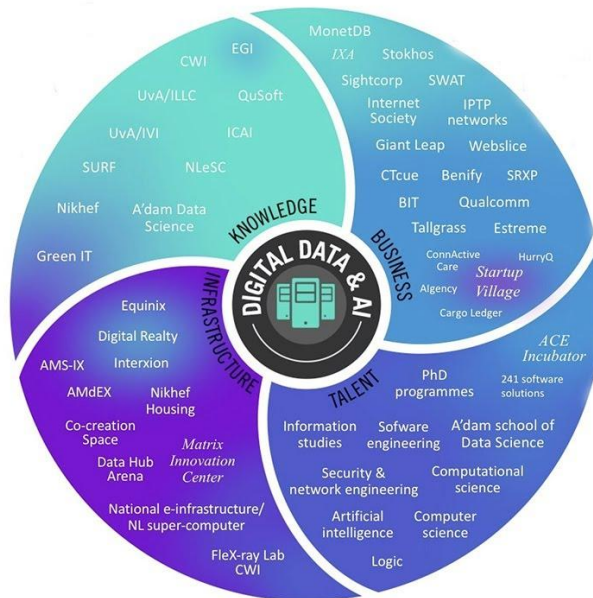 EGI
CWI
UvA/ILLC
QuSoft
UvA/IVI
ICAI
SURF
NLeSC
Nikhef
A'dam Data
Science
Green IT
KNOWLEDGE
MonetDB
IXA
Stokhos
Sightcorp
SWAT
Internet
Society
IPTP
networks
Giant Leap
Webslice
CTcue
Benify
SRXP
BIT
Qualcomm
Tallgrass
Estreme
ConnActive
Care
HurryQ
Startup
Village
AIgency
Cargo Ledger
BUSINESS
DIGITAL DATA & AI
INFRASTRUCTURE
Equinix
Digital Realty
AMS-IX
Interxion
AMdEX
Nikhef
Housing
Co-creation
Space
Matrix
Innovation
Center
Data Hub
Arena
National e-infrastructure/
NL super-computer
FleX-ray Lab
CWI
TALENT
ACE
Incubator
PhD
programmes
241 software
solutions
Information
studies
Sofware
engineering
A'dam school of
Data Science
Security &
network engineering
Computational
science
Artificial
intelligence
Computer
science
Logic